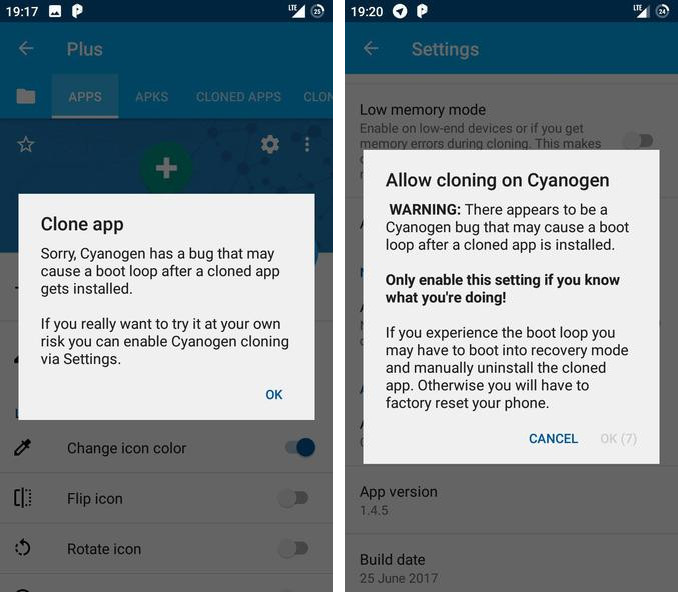 19:17
LTE
25
Plus
APPS
APKS
CLONED APPS
CLON
Clone app
Sorry, Cyanogen has a bug that may
cause a boot loop after a cloned app
gets installed.
If you really want to try it at your own
risk you can enable Cyanogen cloning
via Settings.
OK
Change icon color
Flip icon
Rotate icon
19:20
LTE
24
Settings
Low memory mode
Enable on low-end devices or if you get
memory errors during cloning. This makes
Allow cloning on Cyanogen
WARNING: There appears to be a
Cyanogen bug that may cause a boot
loop after a cloned app is installed.
Only enable this setting if you know
what you're doing!
If you experience the boot loop you
may have to boot into recovery mode
and manually uninstall the cloned
app. Otherwise you will have to
factory reset your phone.
CANCEL
OK (7)
App version
1.4.5
Build date
25 June 2017